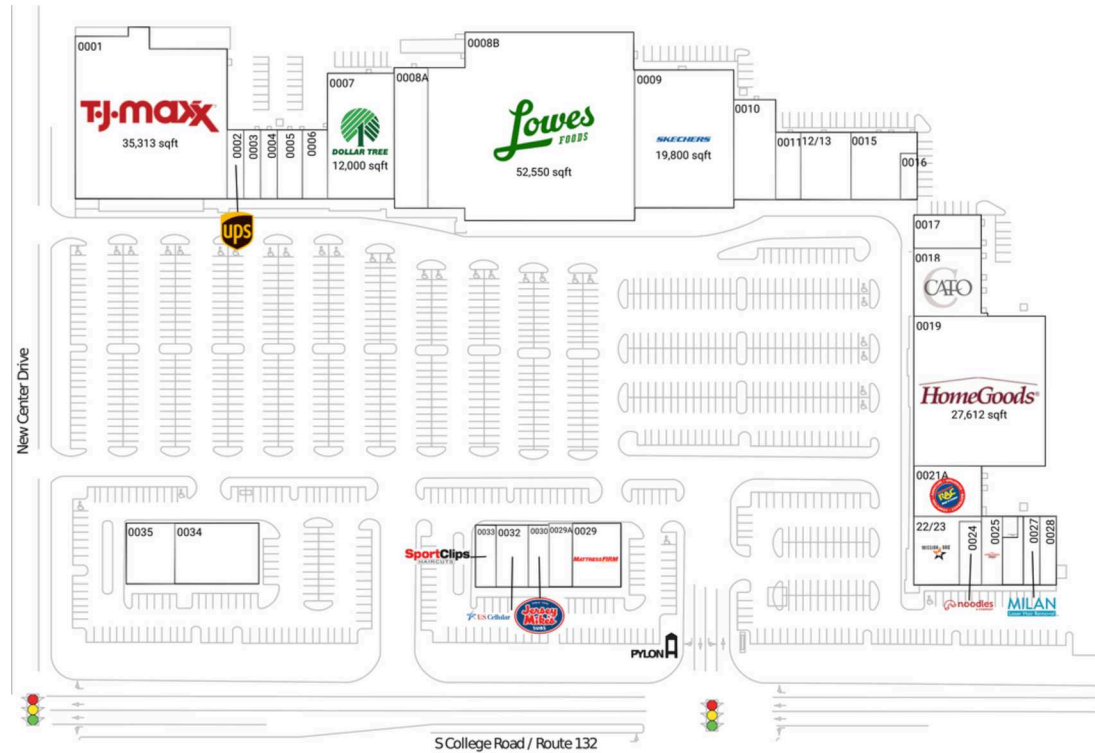 0001
T·J·maxx
35,313 sqft
0002
0003
0004
0005
0006
ups
0007
DOLLAR TREE
12,000 sqft
0008A
0008B
Lowes
FOODS
52,550 sqft
0009
SKECHERS
19,800 sqft
0010
0011
12/13
0015
0016
0017
0018
C
CATO
0019
HomeGoods
27,612 sqft
0021A
22/23
MISSION BBQ
0024
0025
0027
0028
noodles
MILAN
Laser Hair Removal
New Center Drive
0035
0034
0033
0032
0030
0029A
0029
SportClips
HAIRCUTS
MATTRESSFIRM
US Cellular
Jersey
Mike's
SUBS
PYLON
S College Road / Route 132